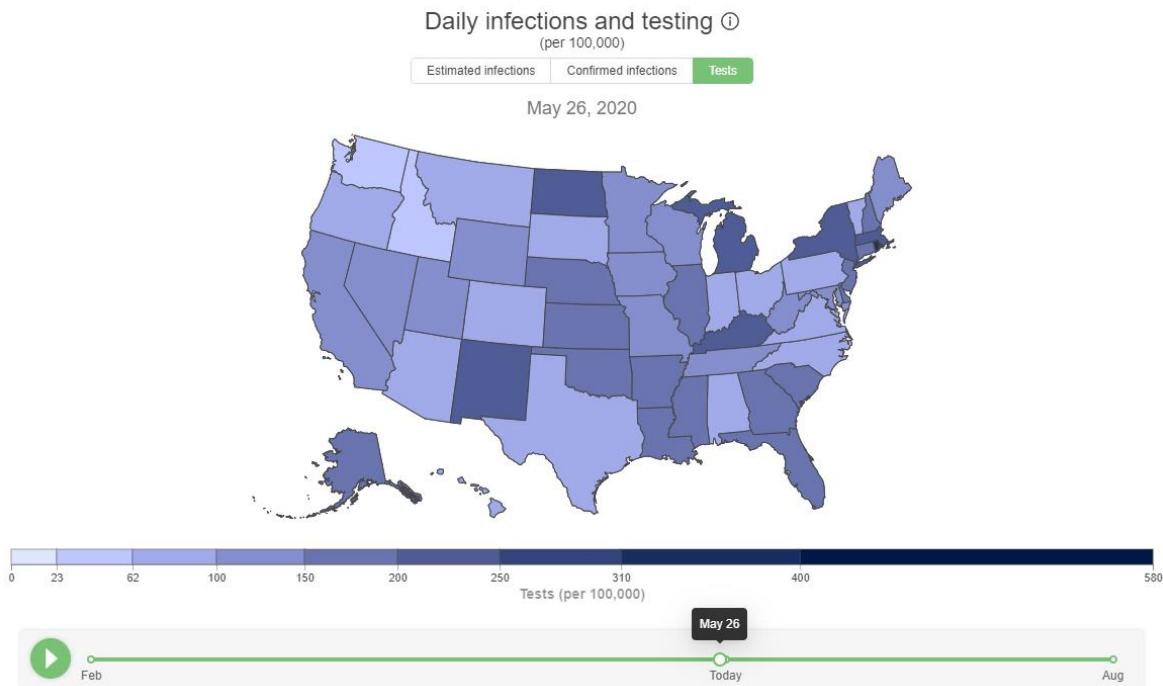 Daily infections and testing ⓘ
(per 100,000)
Estimated infections Confirmed infections Tests
May 26, 2020
0 23 62 100 150 200 250 310 400 580
Tests (per 100,000)
May 26
Feb Today Aug